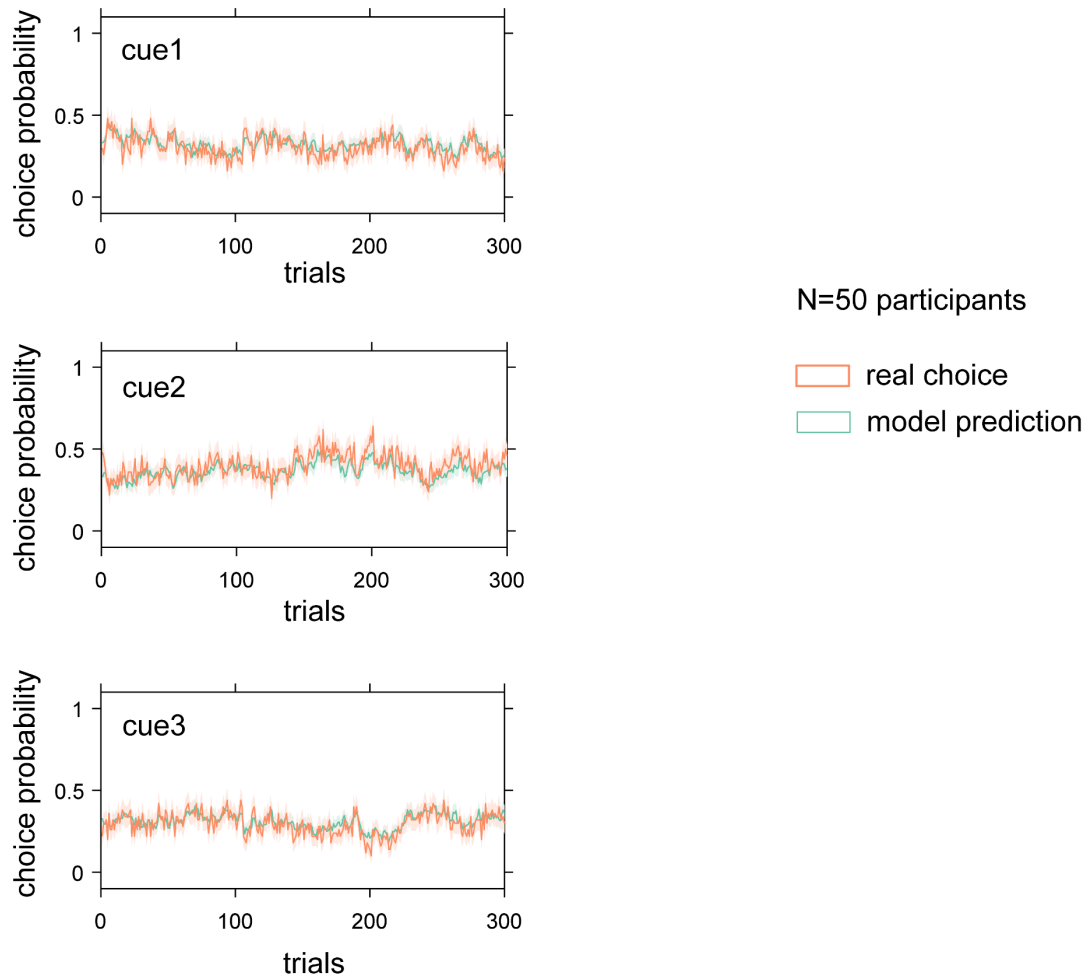 choice probability
1
0.5
0
cue1
0 100 200 300
trials
choice probability
1
0.5
0
cue2
0 100 200 300
trials
choice probability
1
0.5
0
cue3
0 100 200 300
trials
N=50 participants
real choice
model prediction